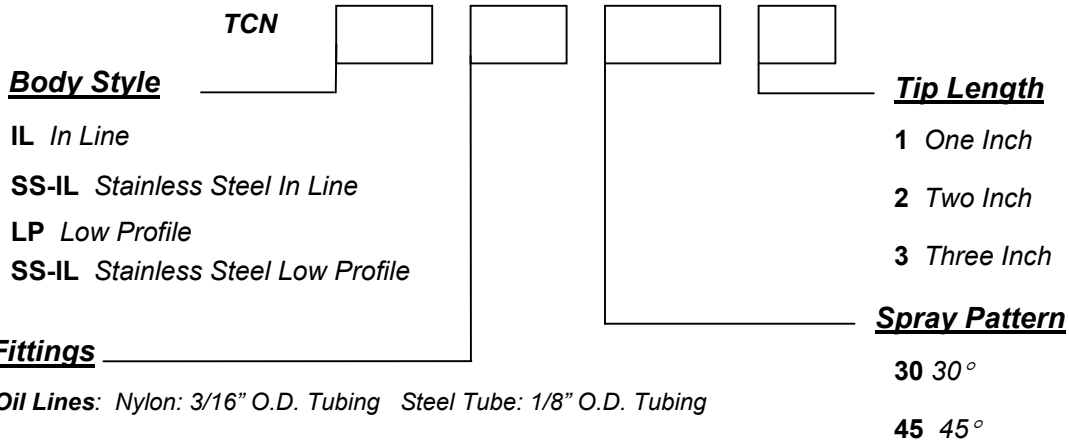 TCN
Body Style
IL In Line
SS-IL Stainless Steel In Line
LP Low Profile
SS-IL Stainless Steel Low Profile
Fittings
Oil Lines: Nylon: 3/16” O.D. Tubing Steel Tube: 1/8” O.D. Tubing
Tip Length
1 One Inch
2 Two Inch
3 Three Inch
Spray Pattern
30 30°
45 45°